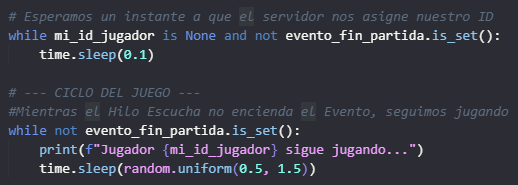 # Esperamos un instante a que el servidor nos asigne nuestro ID
while mi_id_jugador is None and not evento_fin_partida.is_set():
    time.sleep(0.1)

# --- CICLO DEL JUEGO ---
#Mientras el Hilo Escucha no encienda el Evento, seguimos jugando
while not evento_fin_partida.is_set():
    print(f"Jugador {mi_id_jugador} sigue jugando...")
    time.sleep(random.uniform(0.5, 1.5))